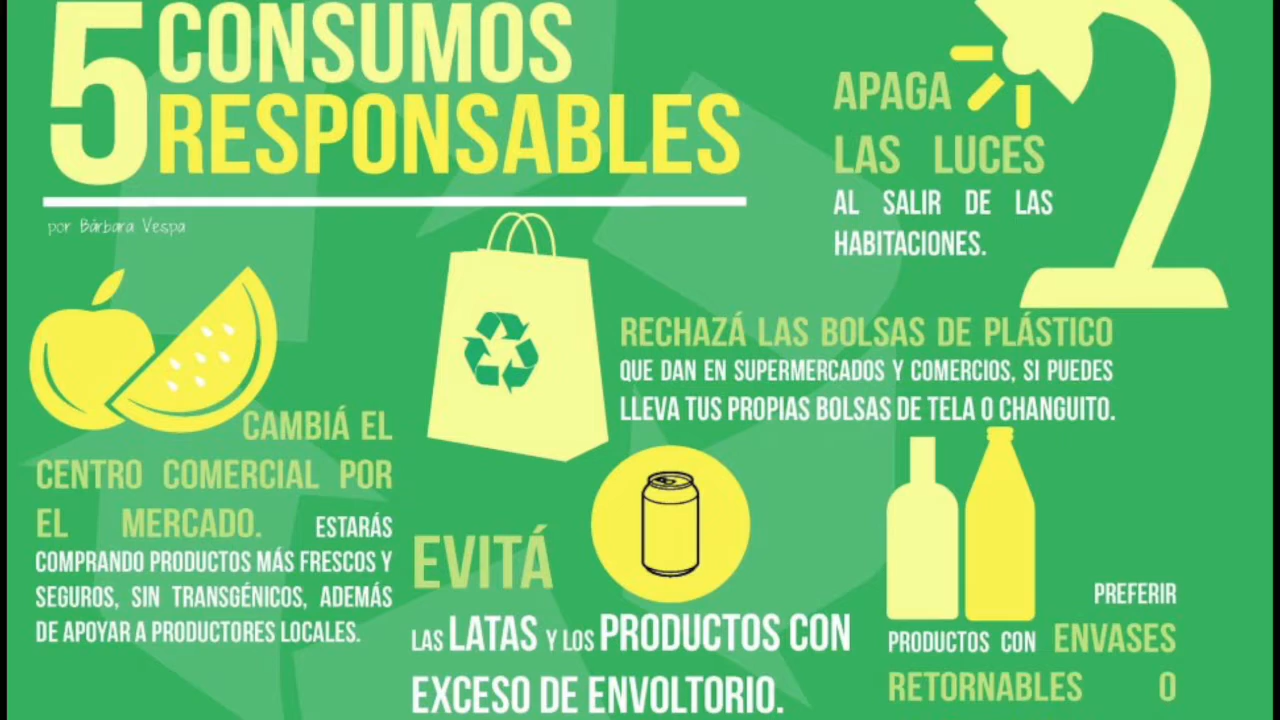 5 CONSUMOS
RESPONSABLES
por Bárbara Vespa
APAGA
LAS LUCES
AL SALIR DE LAS
HABITACIONES.
RECHAZÁ LAS BOLSAS DE PLÁSTICO
QUE DAN EN SUPERMERCADOS Y COMERCIOS, SI PUEDES
LLEVA TUS PROPIAS BOLSAS DE TELA O CHANGUITO.
CAMBIÁ EL
CENTRO COMERCIAL POR
EL MERCADO. ESTARÁS
COMPRANDO PRODUCTOS MÁS FRESCOS Y
SEGUROS, SIN TRANSGÉNICOS, ADEMÁS
DE APOYAR A PRODUCTORES LOCALES.
EVITÁ
LAS LATAS Y LOS PRODUCTOS CON
EXCESO DE ENVOLTORIO.
PREFERIR
PRODUCTOS CON ENVASES
RETORNABLES O